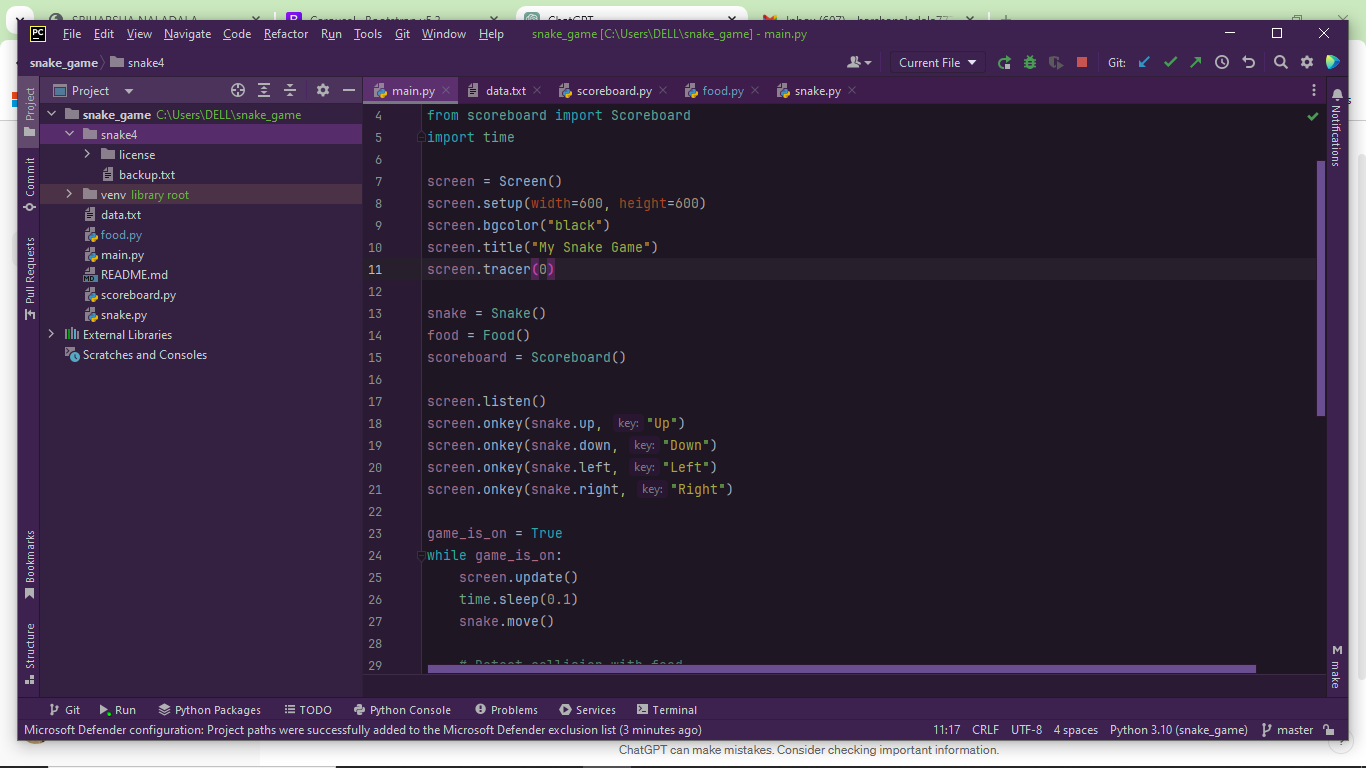 SRIHARSHA NALADALA
Carousel · Bootstrap v5.3
ChatGPT
PC File Edit View Navigate Code Refactor Run Tools Git Window Help snake_game [C:\Users\DELL\snake_game] - main.py
snake_game snake4 Current File Git:
Project main.py data.txt scoreboard.py food.py snake.py
snake_game C:\Users\DELL\snake_game
snake4
license
backup.txt
venv library root
data.txt
food.py
main.py
README.md
scoreboard.py
snake.py
External Libraries
Scratches and Consoles
Project
Commit
Pull Requests
Bookmarks
Structure
4 from scoreboard import Scoreboard
5 import time
6
7 screen = Screen()
8 screen.setup(width=600, height=600)
9 screen.bgcolor("black")
10 screen.title("My Snake Game")
11 screen.tracer(0)
12
13 snake = Snake()
14 food = Food()
15 scoreboard = Scoreboard()
16
17 screen.listen()
18 screen.onkey(snake.up, key: "Up")
19 screen.onkey(snake.down, key: "Down")
20 screen.onkey(snake.left, key: "Left")
21 screen.onkey(snake.right, key: "Right")
22
23 game_is_on = True
24 while game_is_on:
25 screen.update()
26 time.sleep(0.1)
27 snake.move()
28
29 # Detect collision with food
Notifications
M make
Git Run Python Packages TODO Python Console Problems Services Terminal
Microsoft Defender configuration: Project paths were successfully added to the Microsoft Defender exclusion list (3 minutes ago) 11:17 CRLF UTF-8 4 spaces Python 3.10 (snake_game) master
ChatGPT can make mistakes. Consider checking important information.